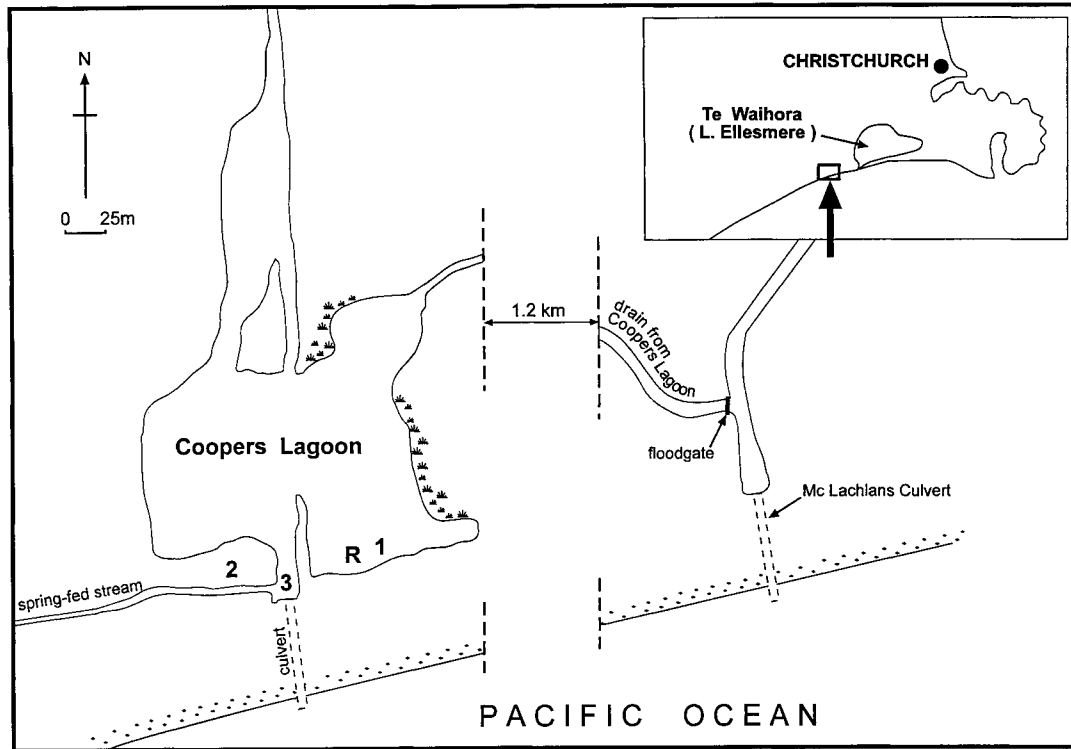 N
0 25m
CHRISTCHURCH
Te Waihora
( L. Ellesmere )
1.2 km
drain from
Coopers Lagoon
floodgate
Mc Lachlans Culvert
Coopers Lagoon
R 1
2
3
spring-fed stream
culvert
PACIFIC OCEAN